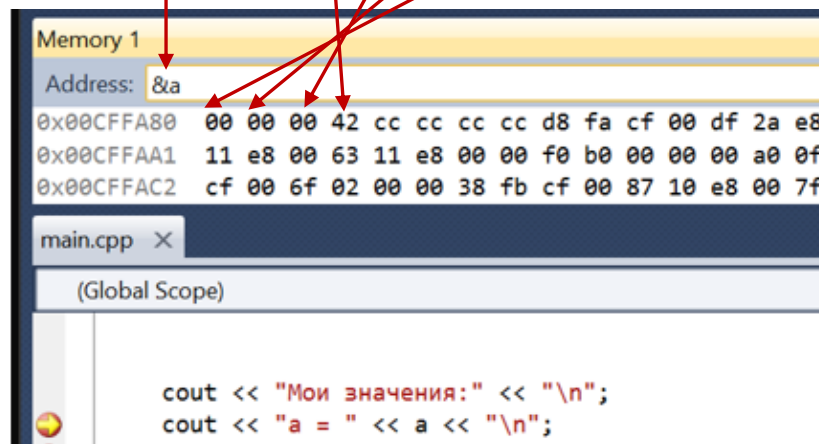 Memory 1
Address: &a
0x00CFFA80 00 00 00 42 cc cc cc cc d8 fa cf 00 df 2a e8
0x00CFFAA1 11 e8 00 63 11 e8 00 00 f0 b0 00 00 00 a0 0f
0x00CFFAC2 cf 00 6f 02 00 00 38 fb cf 00 87 10 e8 00 7f
main.cpp
(Global Scope)
cout << "Мои значения:" << "\n";
cout << "a = " << a << "\n";